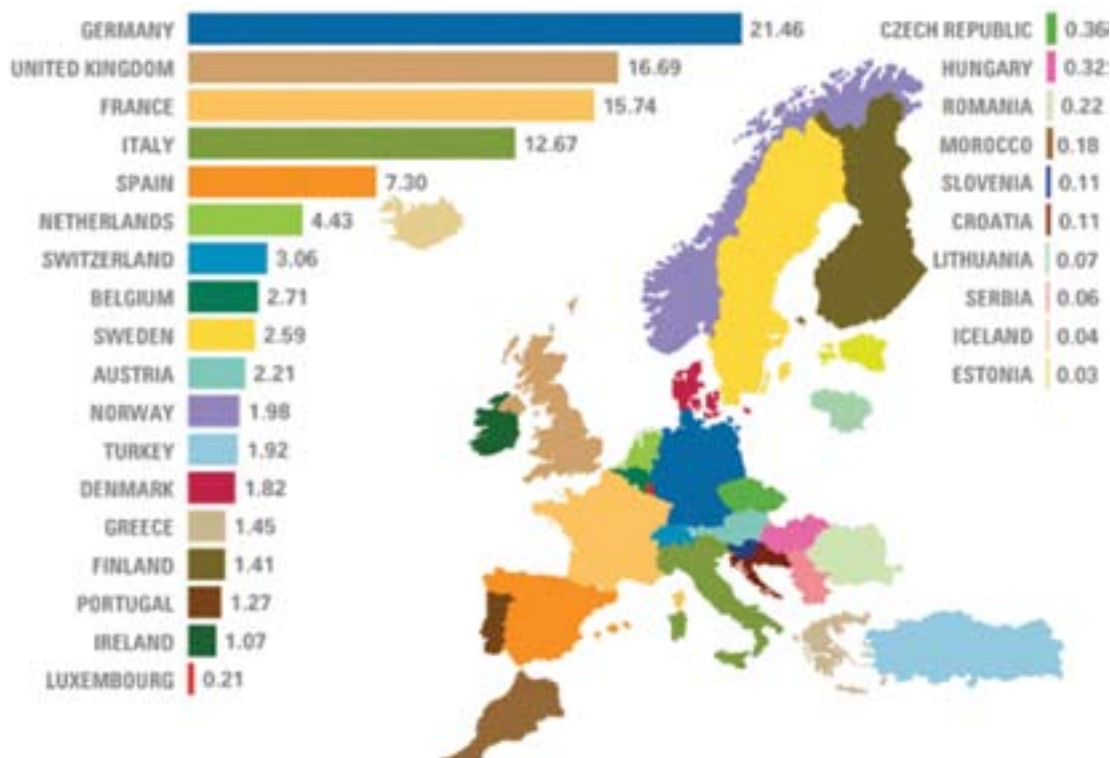 GERMANY 21.46
UNITED KINGDOM 16.69
FRANCE 15.74
ITALY 12.67
SPAIN 7.30
NETHERLANDS 4.43
SWITZERLAND 3.06
BELGIUM 2.71
SWEDEN 2.59
AUSTRIA 2.21
NORWAY 1.98
TURKEY 1.92
DENMARK 1.82
GREECE 1.45
FINLAND 1.41
PORTUGAL 1.27
IRELAND 1.07
LUXEMBOURG 0.21
CZECH REPUBLIC 0.36
HUNGARY 0.32
ROMANIA 0.22
MOROCCO 0.18
SLOVENIA 0.11
CROATIA 0.11
LITHUANIA 0.07
SERBIA 0.06
ICELAND 0.04
ESTONIA 0.03